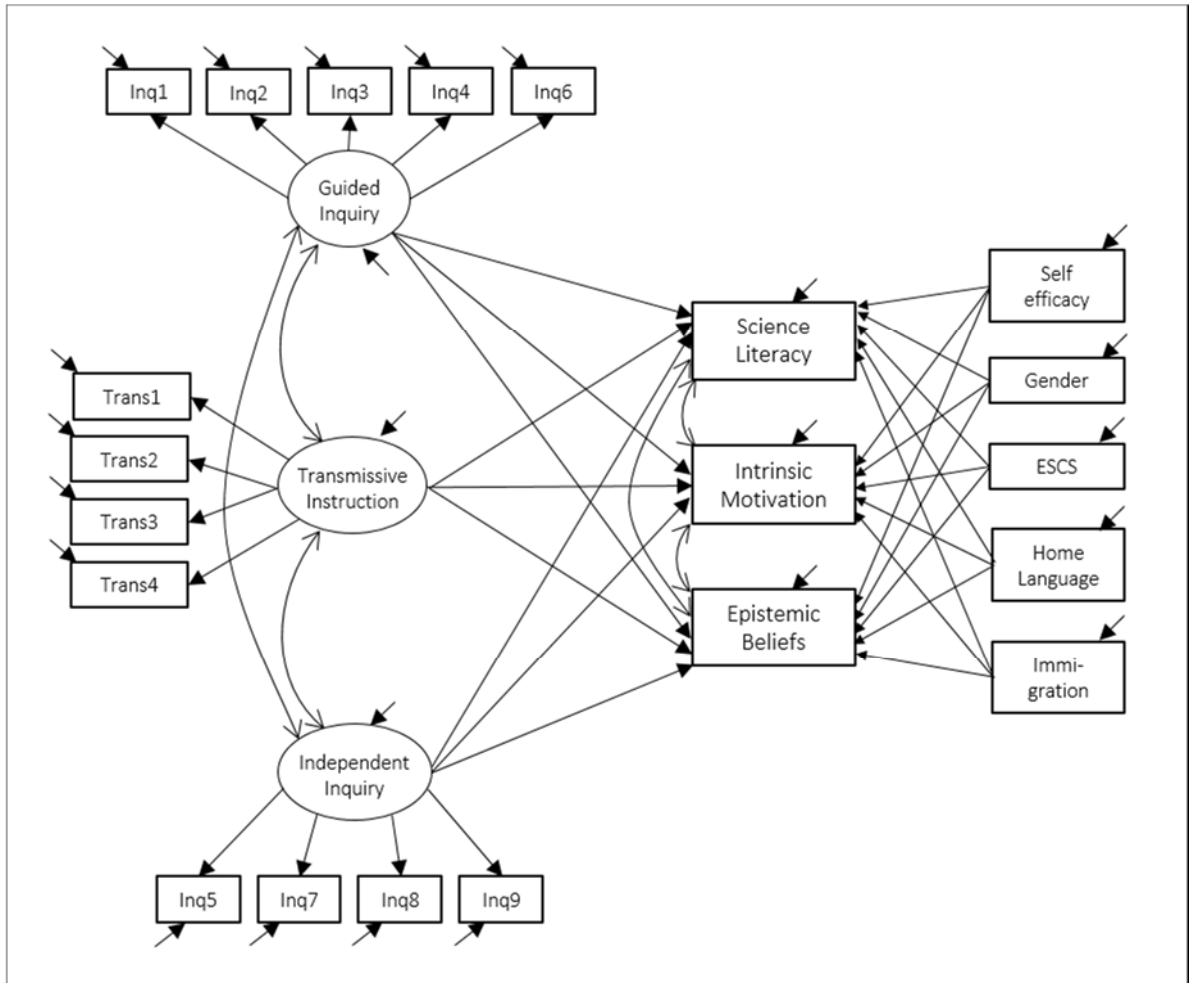 Inq1
Inq2
Inq3
Inq4
Inq6
Guided
Inquiry
Trans1
Trans2
Trans3
Trans4
Transmissive
Instruction
Independent
Inquiry
Inq5
Inq7
Inq8
Inq9
Science
Literacy
Intrinsic
Motivation
Epistemic
Beliefs
Self
efficacy
Gender
ESCS
Home
Language
Immi-
gration